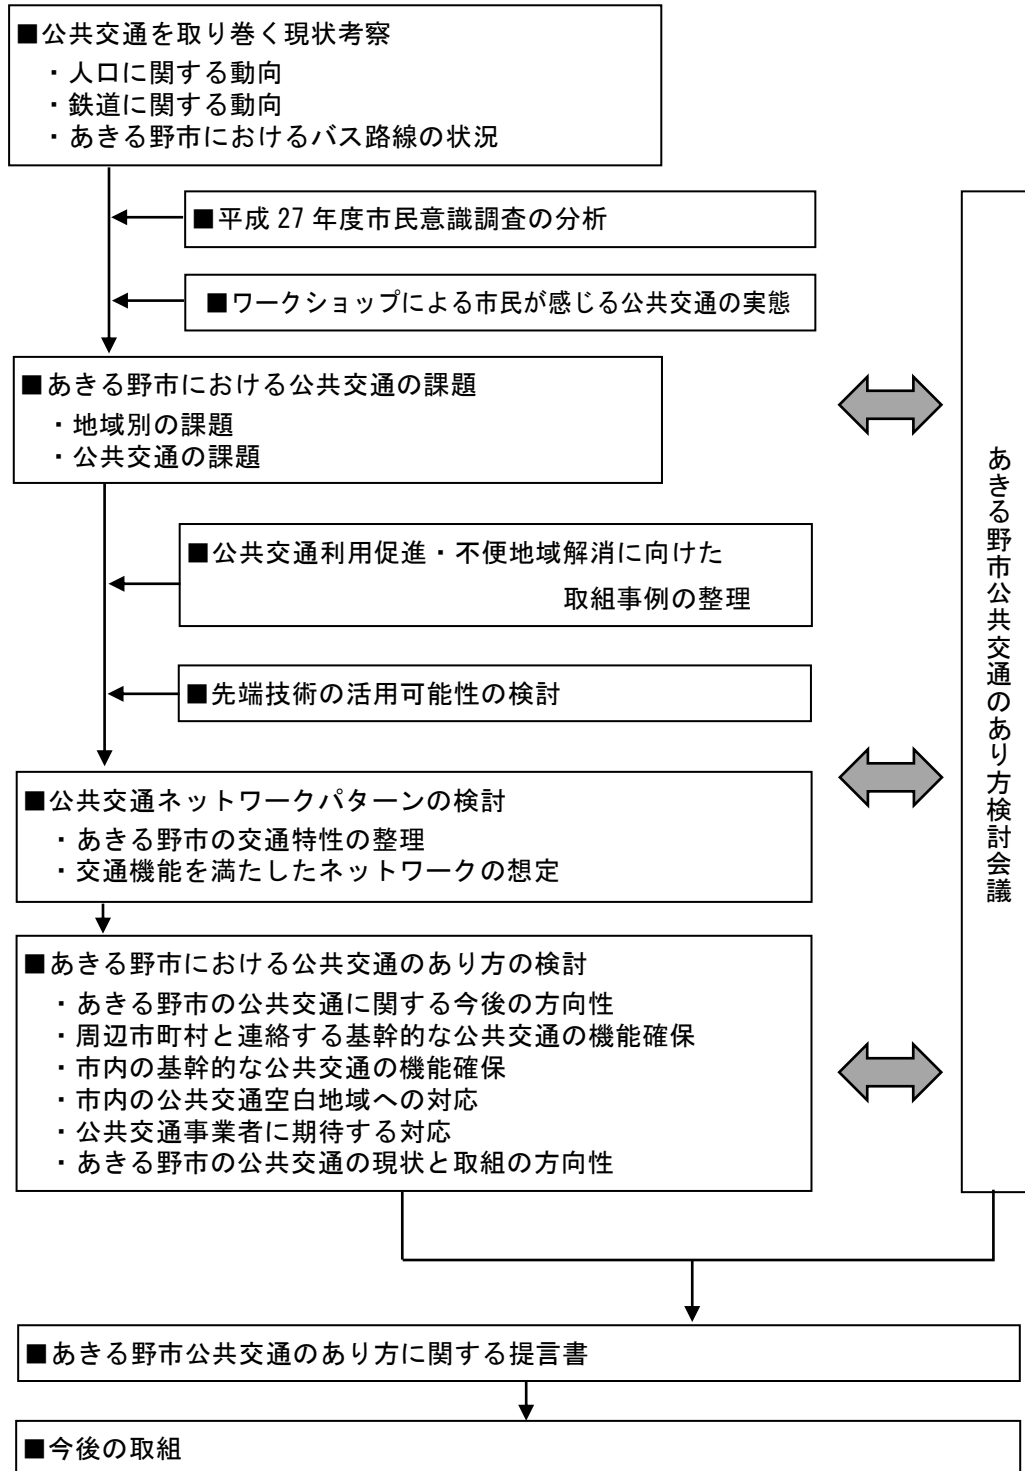 ■公共交通を取り巻く現状考察
・人口に関する動向
・鉄道に関する動向
・あきる野市におけるバス路線の状況
■平成27年度市民意識調査の分析
■ワークショップによる市民が感じる公共交通の実態
■あきる野市における公共交通の課題
・地域別の課題
・公共交通の課題
■公共交通利用促進・不便地域解消に向けた
取組事例の整理
■先端技術の活用可能性の検討
■公共交通ネットワークパターンの検討
・あきる野市の交通特性の整理
・交通機能を満たしたネットワークの想定
■あきる野市における公共交通のあり方の検討
・あきる野市の公共交通に関する今後の方向性
・周辺市町村と連絡する基幹的な公共交通の機能確保
・市内の基幹的な公共交通の機能確保
・市内の公共交通空白地域への対応
・公共交通事業者に期待する対応
・あきる野市の公共交通の現状と取組の方向性
あきる野市公共交通のあり方検討会議
■あきる野市公共交通のあり方に関する提言書
■今後の取組